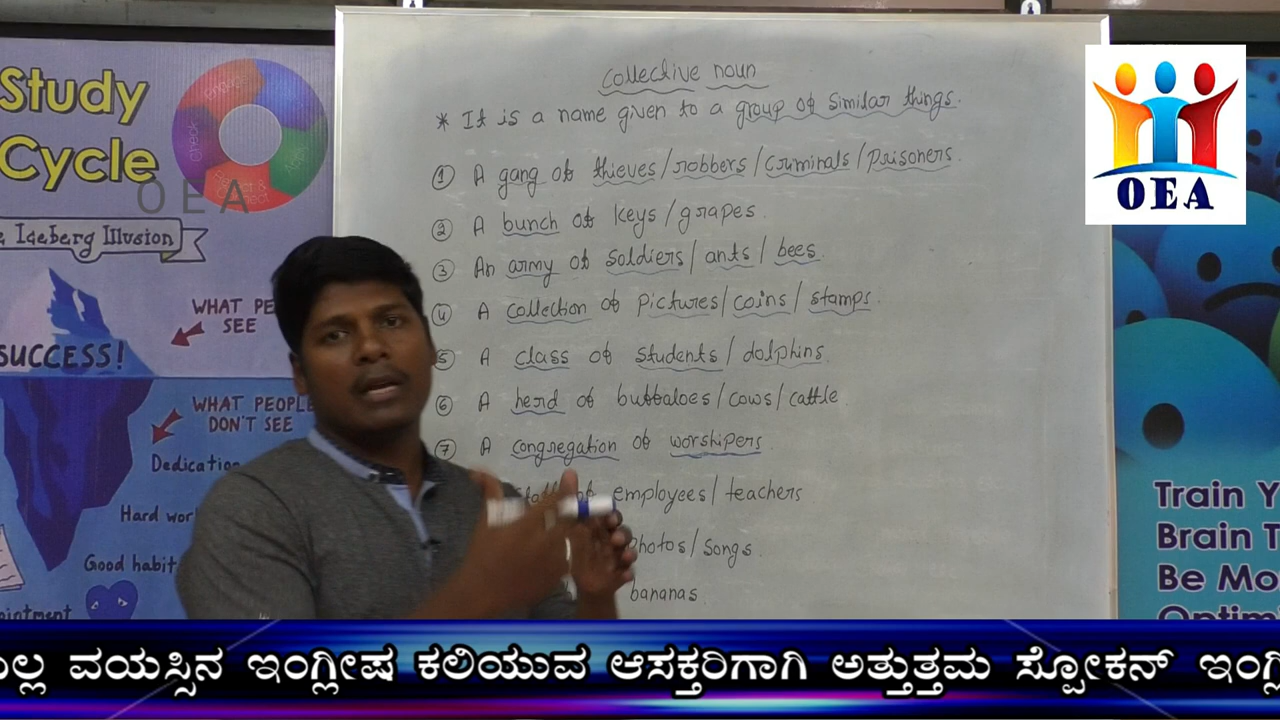 Study
Cycle
OEA
Iceberg Illusion
WHAT PE
SEE
SUCCESS!
WHAT PEOPLE
DON'T SEE
Dedication
Hard wor
Good habit
ointment
Collective noun
* It is a name given to a group of similar things.
① A gang of thieves/robbers/criminals/prisoners.
② A bunch of keys/grapes.
③ An army of soldiers/ants/bees.
④ A collection of pictures/coins/stamps.
5 A class of students/dolphins.
⑥ A herd of buffaloes/cows/cattle.
⑦ A congregation of worshipers.
Staff of employees/teachers
photos/songs.
bananas.
OEA
Train Y
Brain T
Be Mo
Optim
ಲ್ಲ ವಯಸ್ಸಿನ ಇಂಗ್ಲೀಷ ಕಲಿಯುವ ಆಸಕ್ತರಿಗಾಗಿ ಅತ್ತುತ್ತಮ ಸ್ಪೋಕನ್ ಇಂಗ್ಲಿ